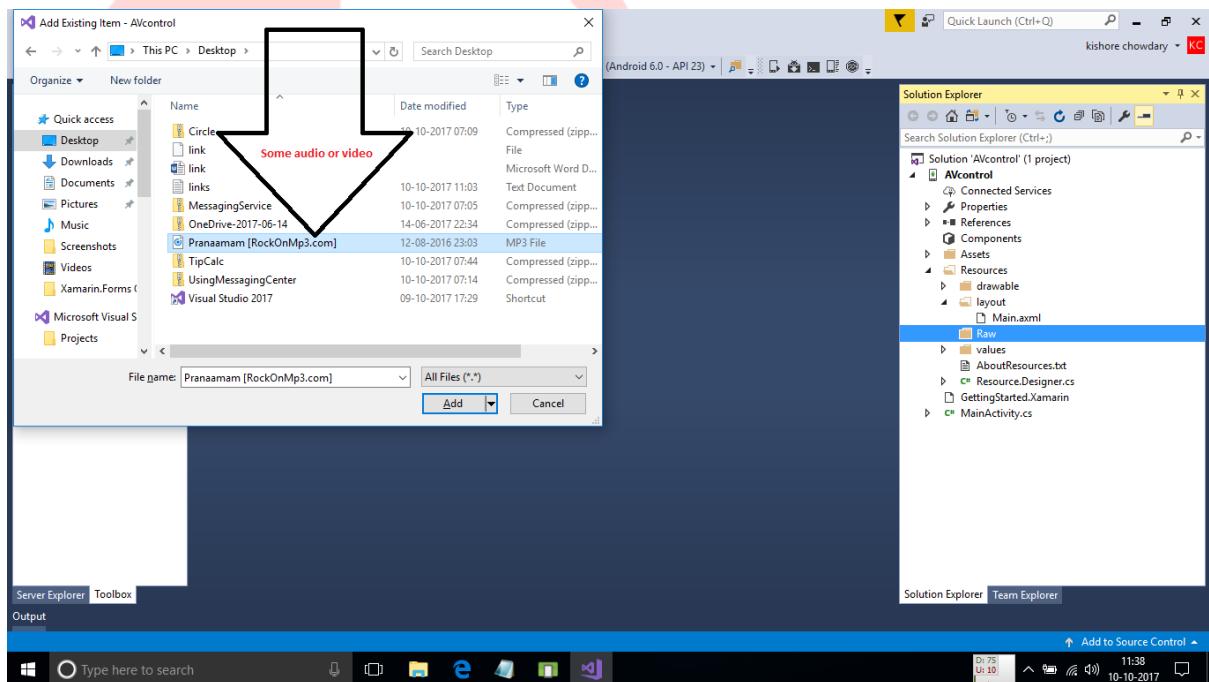 Add Existing Item - AVcontrol
Quick Launch (Ctrl+Q)
This PC > Desktop >
Search Desktop
kishore chowdary KC
(Android 6.0 - API 23)
Organize New folder
Solution Explorer
Name Date modified Type
Search Solution Explorer (Ctrl+;)
Quick access
Desktop
Downloads
Documents
Pictures
Music
Screenshots
Videos
Xamarin.Forms (
Microsoft Visual S
Projects
Circle 10-10-2017 07:09 Compressed (zipp...
link File
link Microsoft Word D...
links 10-10-2017 11:03 Text Document
MessagingService 10-10-2017 07:05 Compressed (zipp...
OneDrive-2017-06-14 14-06-2017 22:34 Compressed (zipp...
Pranaamam [RockOnMp3.com] 12-08-2016 23:03 MP3 File
TipCalc 10-10-2017 07:44 Compressed (zipp...
UsingMessagingCenter 10-10-2017 07:14 Compressed (zipp...
Visual Studio 2017 09-10-2017 17:29 Shortcut
Some audio or video
File name: Pranaamam [RockOnMp3.com] All Files (*.*)
Add Cancel
Solution 'AVcontrol' (1 project)
AVcontrol
Connected Services
Properties
References
Components
Assets
Resources
drawable
layout
Main.axml
Raw
values
AboutResources.txt
C# Resource.Designer.cs
GettingStarted.Xamarin
C# MainActivity.cs
Server Explorer Toolbox
Solution Explorer Team Explorer
Output
Add to Source Control
Type here to search
D: 75
U: 10
11:38
10-10-2017